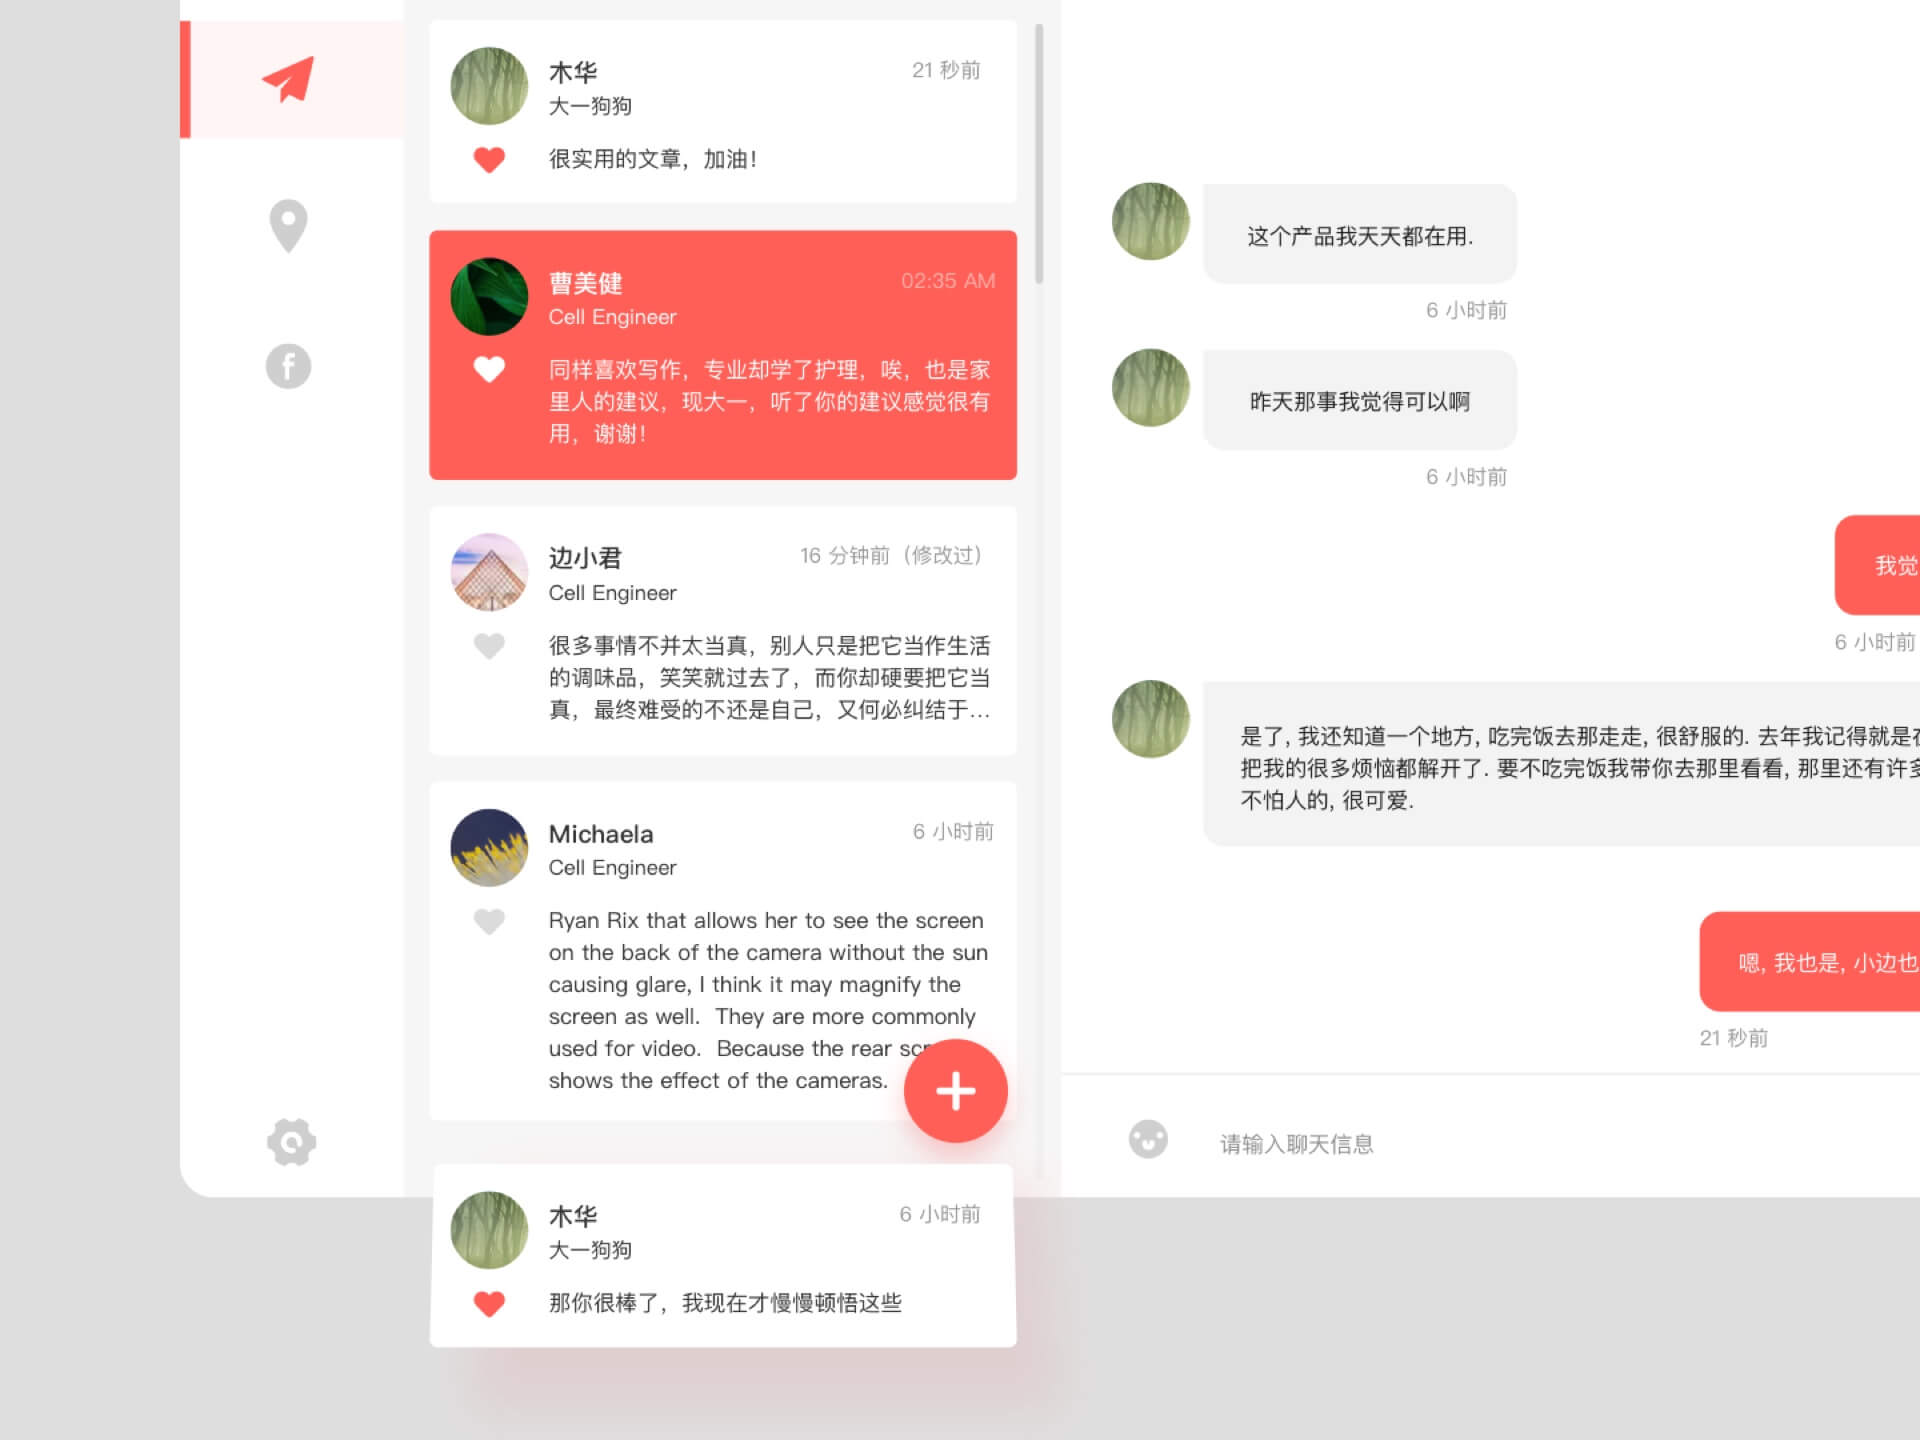 木华
21 秒前
大一狗狗
很实用的文章，加油！
曹美健
02:35 AM
Cell Engineer
同样喜欢写作，专业却学了护理，唉，也是家
里人的建议，现大一，听了你的建议感觉很有
用，谢谢！
边小君
16 分钟前（修改过）
Cell Engineer
很多事情不并太当真，别人只是把它当作生活
的调味品，笑笑就过去了，而你却硬要把它当
真，最终难受的不还是自己，又何必纠结于...
Michaela
6 小时前
Cell Engineer
Ryan Rix that allows her to see the screen
on the back of the camera without the sun
causing glare, I think it may magnify the
screen as well.  They are more commonly
used for video.  Because the rear scr
shows the effect of the cameras.
木华
6 小时前
大一狗狗
那你很棒了，我现在才慢慢顿悟这些
这个产品我天天都在用.
6 小时前
昨天那事我觉得可以啊
6 小时前
我觉
6 小时前
是了, 我还知道一个地方, 吃完饭去那走走, 很舒服的. 去年我记得就是在
把我的很多烦恼都解开了. 要不吃完饭我带你去那里看看, 那里还有许多
不怕人的, 很可爱.
嗯, 我也是, 小边也
21 秒前
请输入聊天信息